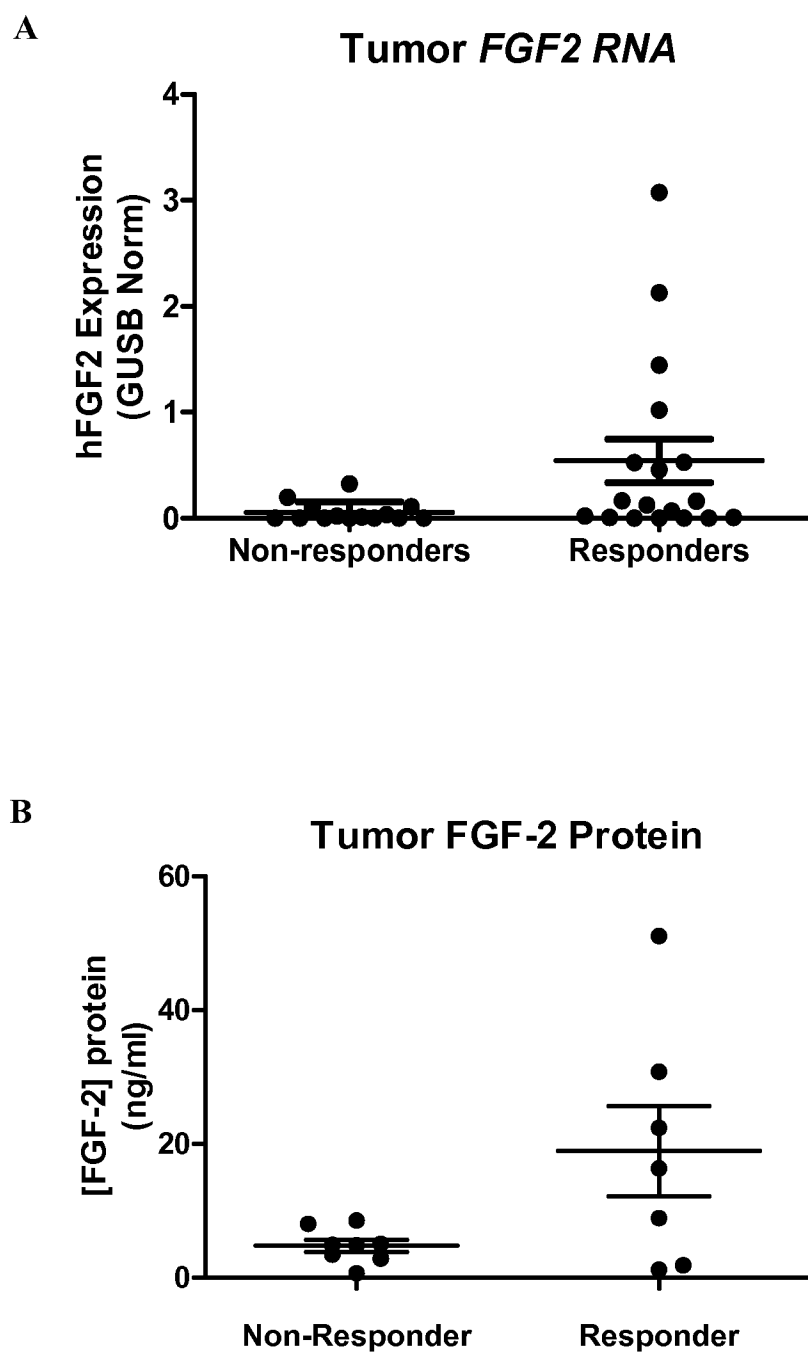 A
Tumor FGF2 RNA
hFGF2 Expression
(GUSB Norm)
4
3
2
1
0
Non-responders Responders
B
Tumor FGF-2 Protein
[FGF-2] protein
(ng/ml)
60
40
20
0
Non-Responder Responder